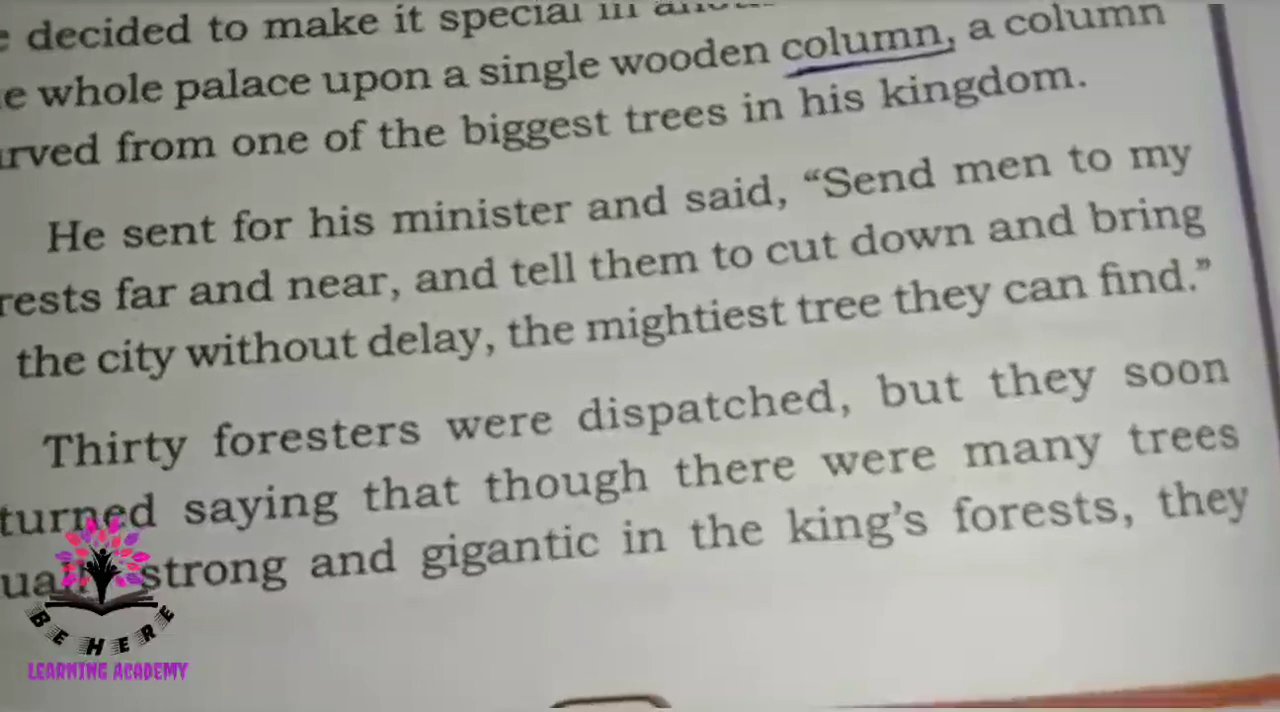 decided to make it special in
whole palace upon a single wooden column, a column
from one of the biggest trees in his kingdom.
He sent for his minister and said, “Send men to my
far and near, and tell them to cut down and bring
the city without delay, the mightiest tree they can find.”
Thirty foresters were dispatched, but they soon
saying that though there were many trees
strong and gigantic in the king’s forests, they
BE HERE
LEARNING ACADEMY